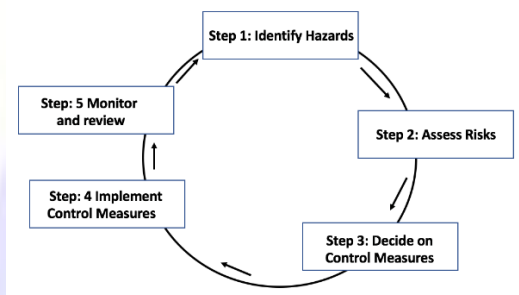 Step 1: Identify Hazards
Step 2: Assess Risks
Step 3: Decide on
Control Measures
Step: 4 Implement
Control Measures
Step: 5 Monitor
and review